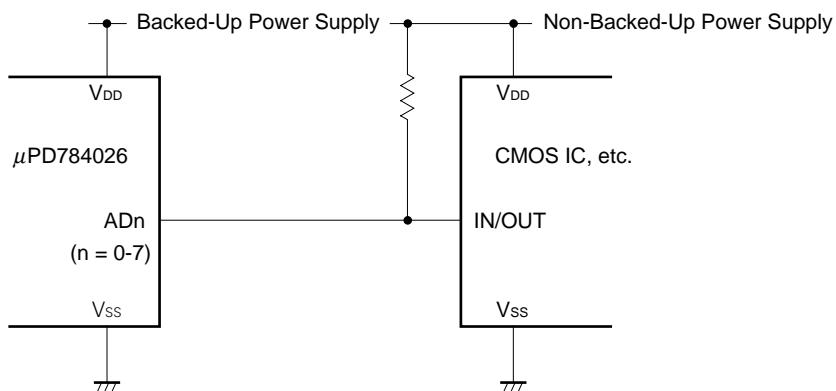 Backed-Up Power Supply
Non-Backed-Up Power Supply
VDD
VDD
μPD784026
CMOS IC, etc.
ADn
IN/OUT
(n = 0-7)
VSS
VSS